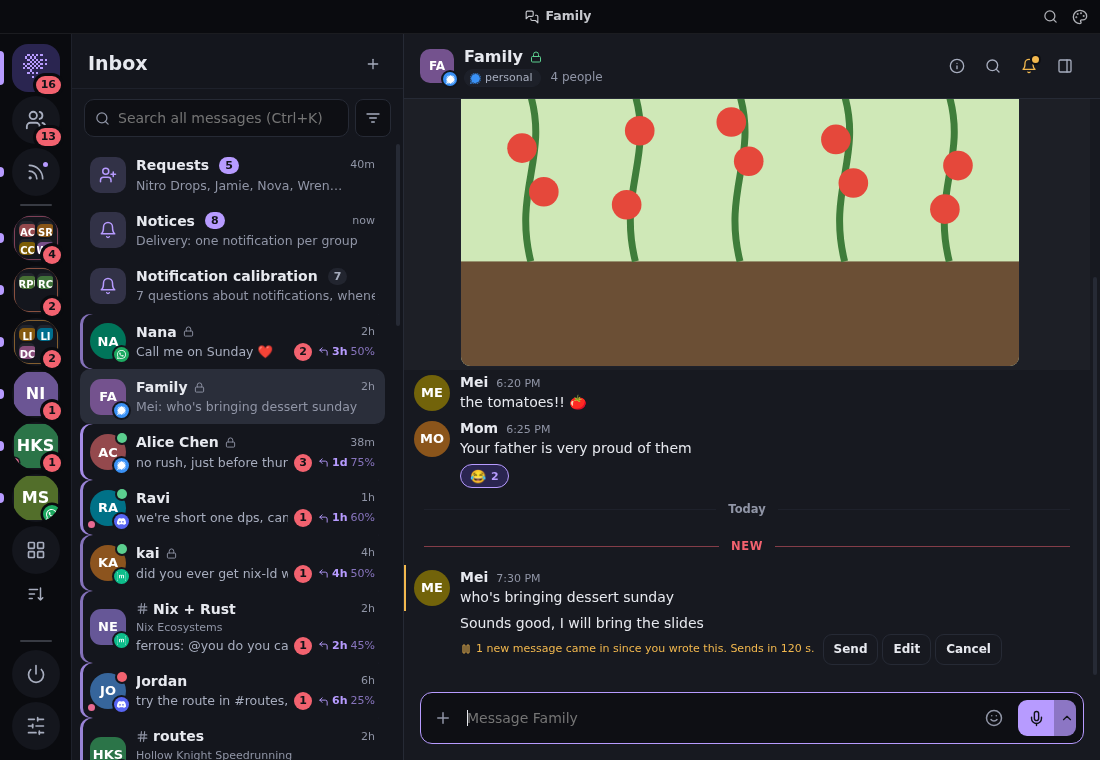 Family
16
13
AC SR
CC
4
RP RC
2
LI LI
DC
2
NI
1
HKS
1
MS
Inbox
Search all messages (Ctrl+K)
Requests 5 40m
Nitro Drops, Jamie, Nova, Wren…
Notices 8 now
Delivery: one notification per group
Notification calibration 7
7 questions about notifications, whene
NA
Nana 2h
Call me on Sunday ❤️ 2 3h 50%
FA
Family 2h
Mei: who's bringing dessert sunday
AC
Alice Chen 38m
no rush, just before thur 3 1d 75%
RA
Ravi 1h
we're short one dps, can 1 1h 60%
KA
kai 4h
did you ever get nix-ld w 1 4h 50%
NE
# Nix + Rust 2h
Nix Ecosystems
ferrous: @you do you ca 1 2h 45%
JO
Jordan 6h
try the route in #routes, 1 6h 25%
HKS
# routes 2h
Hollow Knight Speedrunning
FA
Family
personal 4 people
ME
Mei 6:20 PM
the tomatoes!! 🍅
MO
Mom 6:25 PM
Your father is very proud of them
😂 2
Today
NEW
ME
Mei 7:30 PM
who's bringing dessert sunday
Sounds good, I will bring the slides
1 new message came in since you wrote this. Sends in 120 s. Send Edit Cancel
Message Family